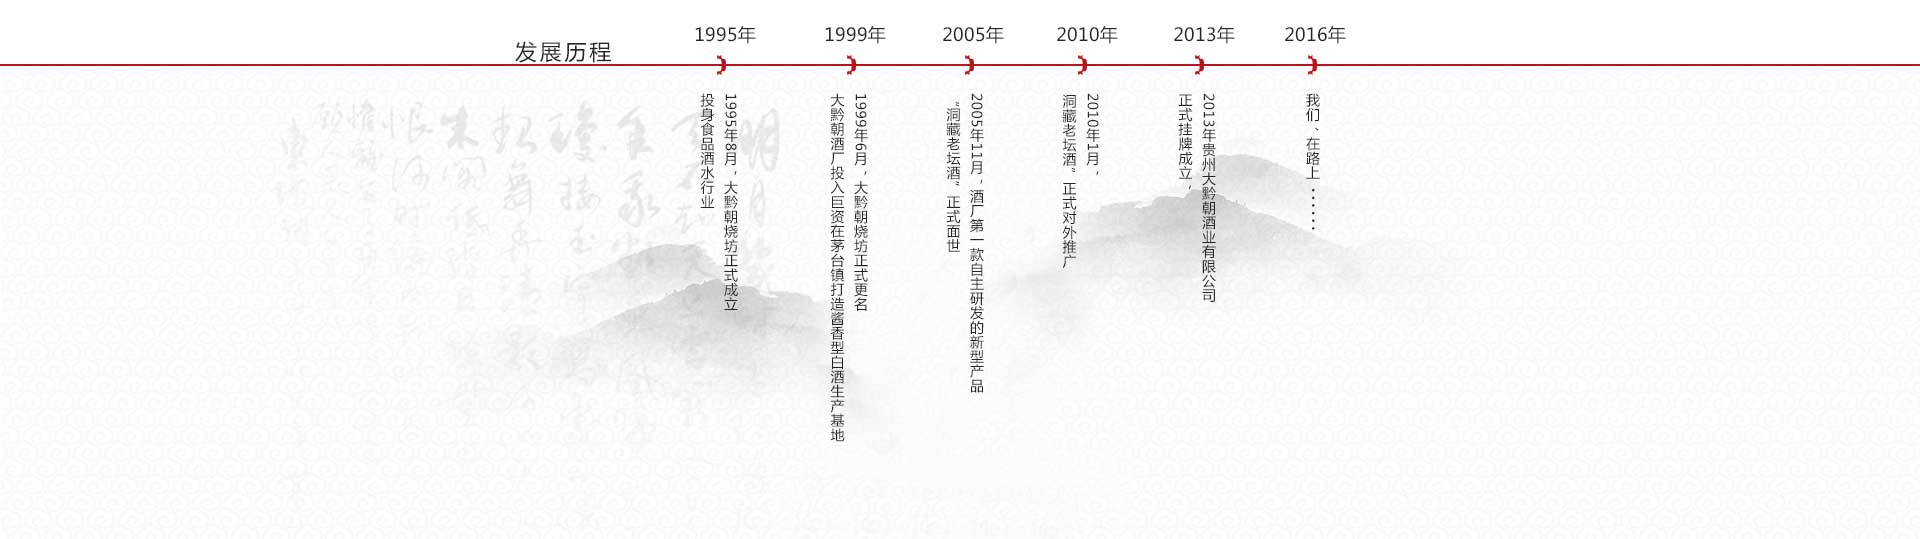 发展历程
1995年
1999年
2005年
2010年
2013年
2016年
1995年8月，大黔朝烧坊正式成立
投身食品酒水行业
1999年6月，大黔朝烧坊正式更名
大黔朝酒厂投入巨资在茅台镇打造酱香型白酒生产基地
2005年11月，酒厂第一款自主研发的新型产品
“洞藏老坛酒”正式面世
2010年1月，
洞藏老坛酒”正式对外推广
2013年贵州大黔朝酒业有限公司
正式挂牌成立，
我们、在路上 ......